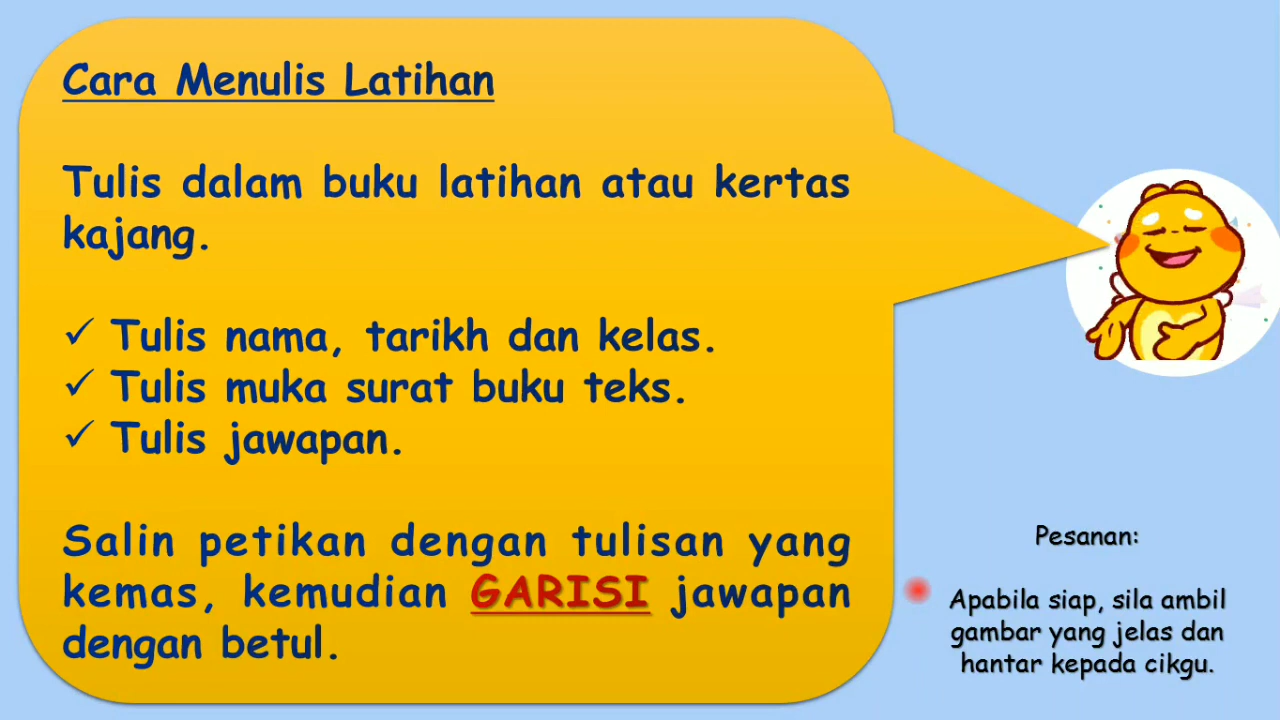 Cara Menulis Latihan
Tulis dalam buku latihan atau kertas
kajang.
✓ Tulis nama, tarikh dan kelas.
✓ Tulis muka surat buku teks.
✓ Tulis jawapan.
Salin petikan dengan tulisan yang
kemas, kemudian GARISI jawapan
dengan betul.
Pesanan:
Apabila siap, sila ambil
gambar yang jelas dan
hantar kepada cikgu.